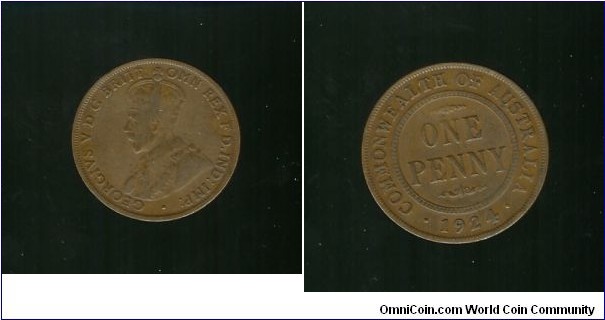 GEORGIVS V D.G. BRITT: OMN: REX F.D. IND: IMP:
COMMONWEALTH OF AUSTRALIA
ONE
PENNY
· 1924 ·
OmniCoin.com World Coin Community